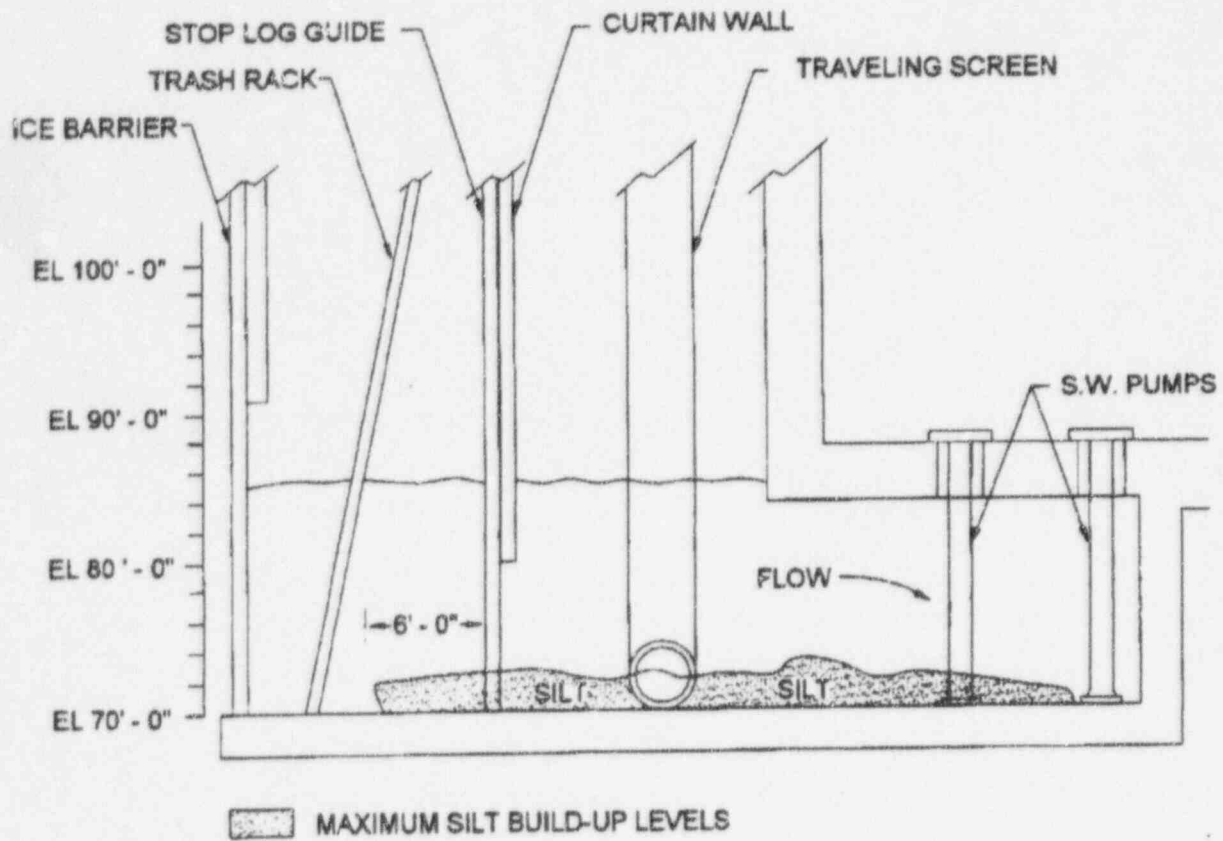 STOP LOG GUIDE
CURTAIN WALL
TRASH RACK
TRAVELING SCREEN
ICE BARRIER
EL 100' - 0"
EL 90' - 0"
S.W. PUMPS
EL 80 ' - 0"
FLOW
6' - 0"
SILT
SILT
EL 70' - 0"
MAXIMUM SILT BUILD-UP LEVELS